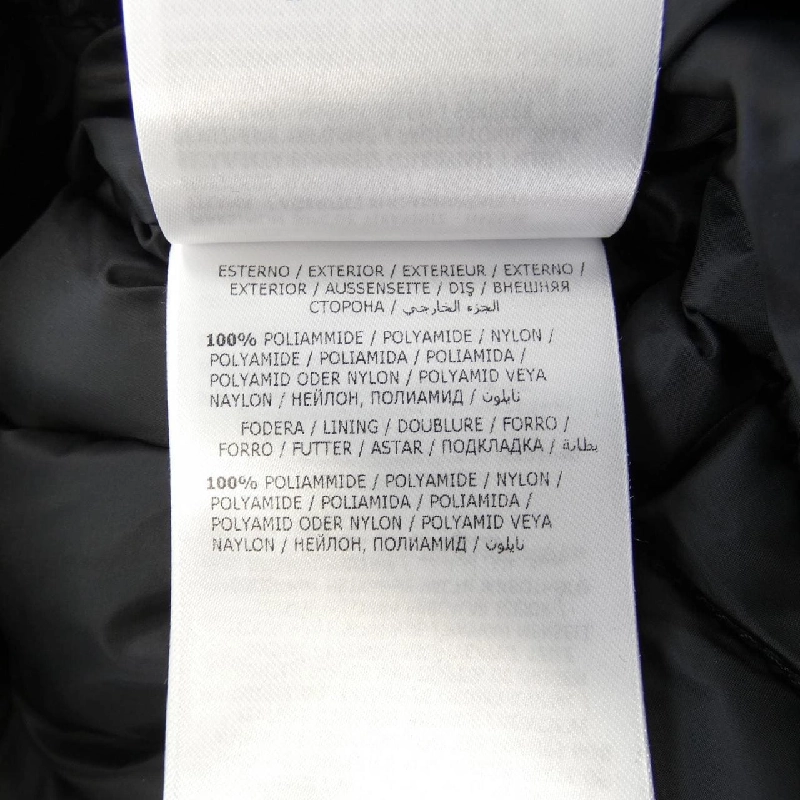 ESTERNO / EXTERIOR / EXTERIEUR / EXTERNO /
EXTERIOR / AUSSENSEITE / DIŞ / ВНЕШНЯЯ
СТОРОНА / الجزء الخارجي
100% POLIAMMIDE / POLYAMIDE / NYLON /
POLYAMIDE / POLIAMIDA / POLIAMIDA /
POLYAMID ODER NYLON / POLYAMID VEYA
NAYLON / НЕЙЛОН, ПОЛИАМИД / نايلون
FODERA / LINING / DOUBLURE / FORRO /
FORRO / FUTTER / ASTAR / ПОДКЛАДКА / بطانة
100% POLIAMMIDE / POLYAMIDE / NYLON /
POLYAMIDE / POLIAMIDA / POLIAMIDA /
POLYAMID ODER NYLON / POLYAMID VEYA
NAYLON / НЕЙЛОН, ПОЛИАМИД / نايلون